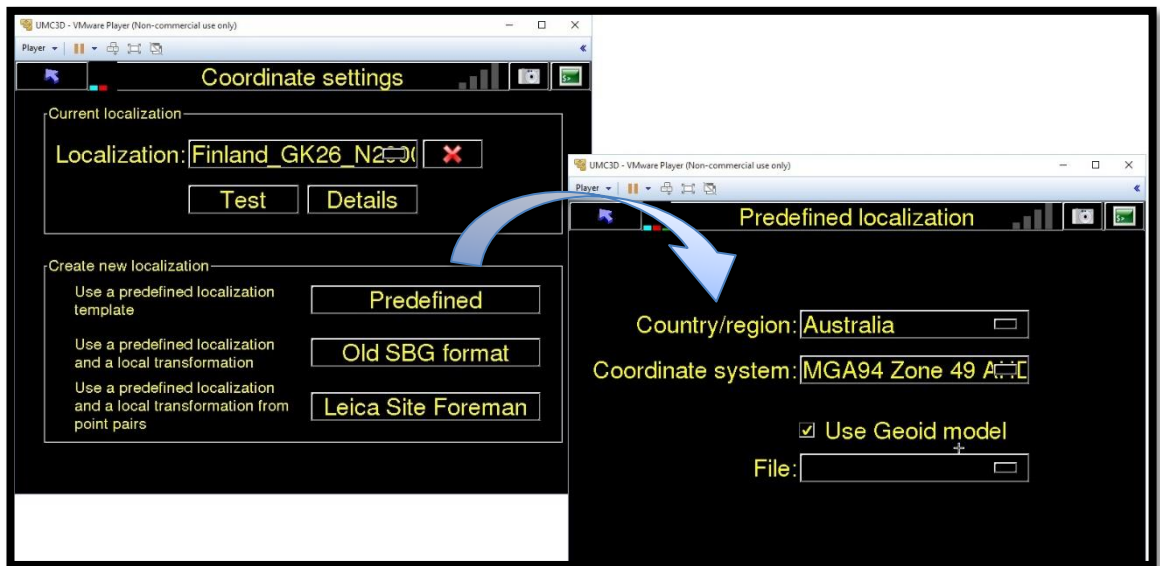 UMC3D - VMware Player (Non-commercial use only)
Player
Coordinate settings
Current localization
Localization: Finland_GK26
Test Details
Create new localization
Use a predefined localization
template
Predefined
Use a predefined localization
and a local transformation
Old SBG format
Use a predefined localization
and a local transformation from
point pairs
Leica Site Foreman
UMC3D - VMware Player (Non-commercial use only)
Player
Predefined localization
Country/region: Australia
Coordinate system: MGA94 Zone 49
Use Geoid model
File: